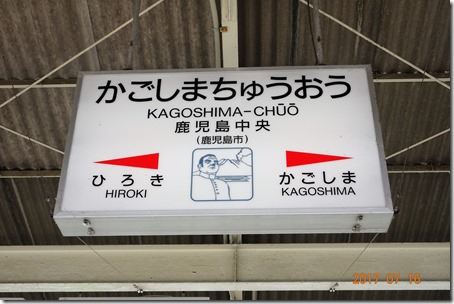 かごしまちゅうおう
KAGOSHIMA-CHŪŌ
鹿児島中央
(鹿児島市)
ひろき
HIROKI
かごしま
KAGOSHIMA
2017-07-10